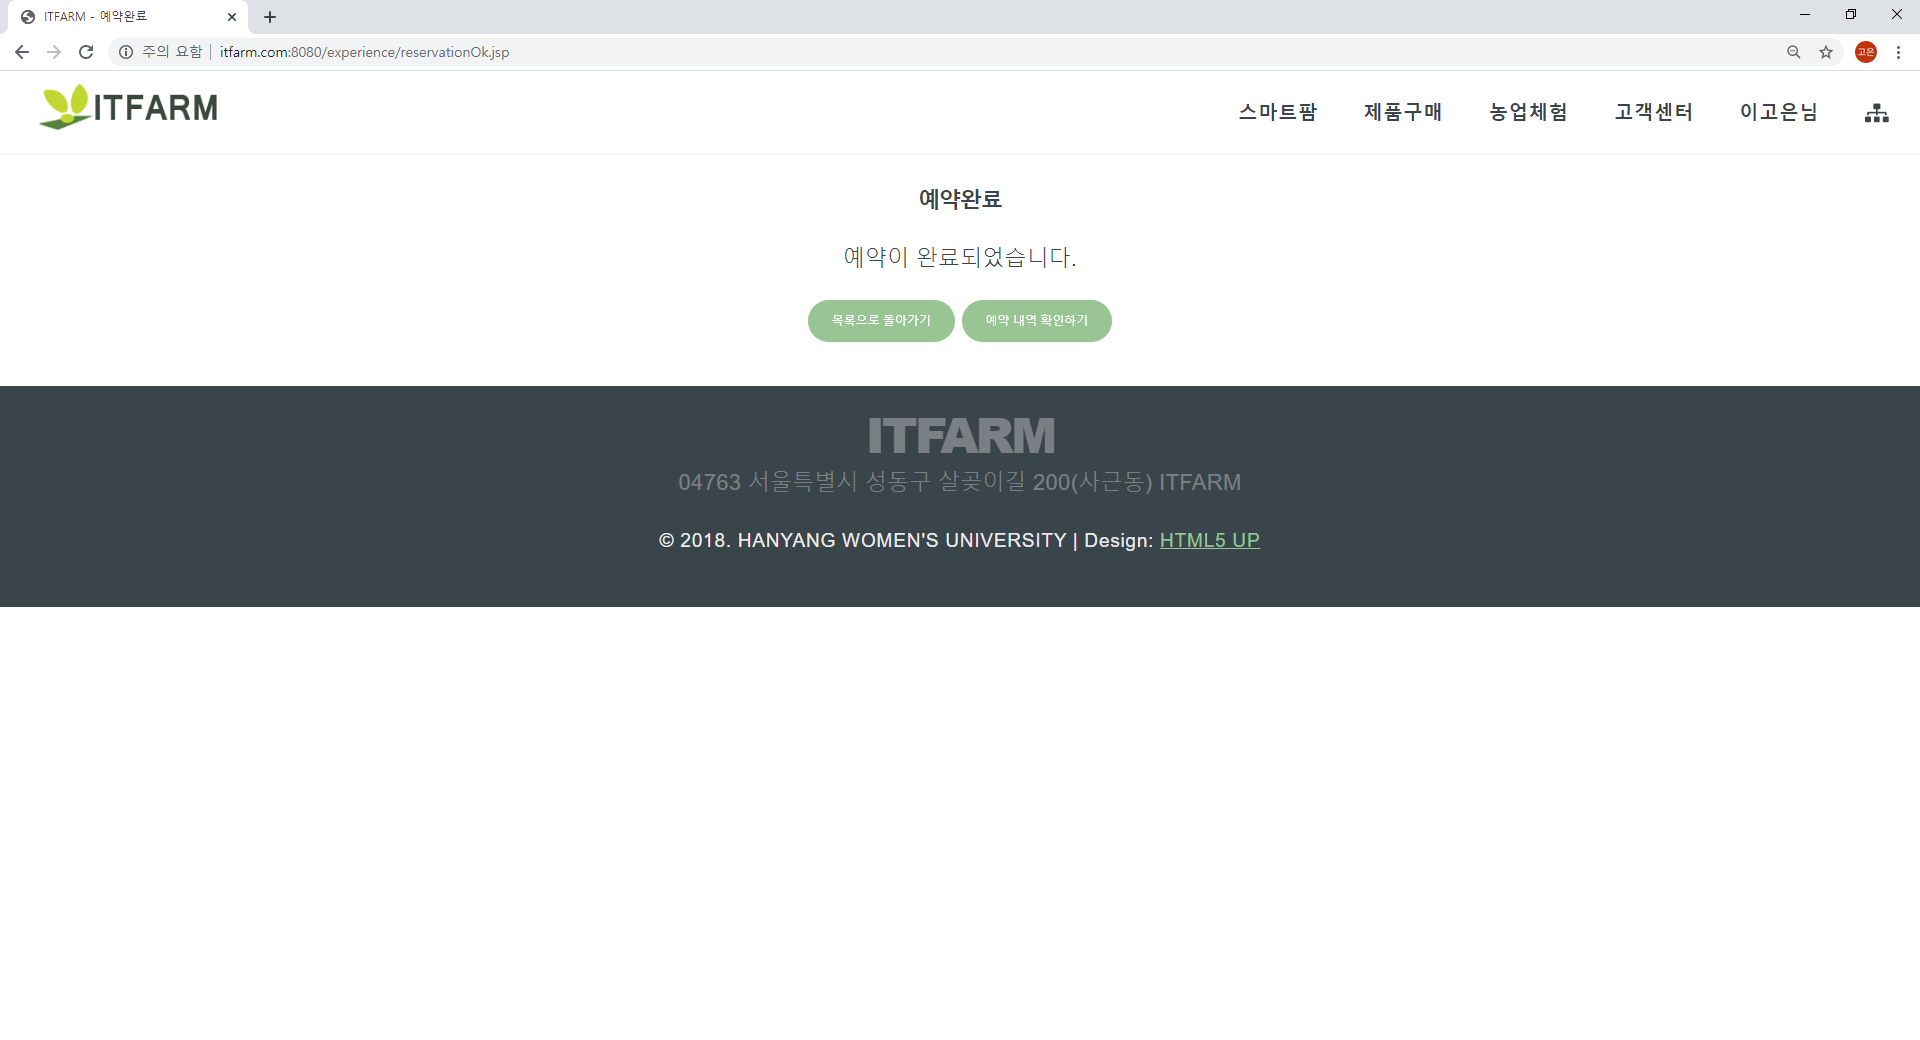 ITFARM - 예약완료
주의 요함 | itfarm.com:8080/experience/reservationOk.jsp
고은
ITFARM
스마트팜 제품구매 농업체험 고객센터 이고은님
예약완료
예약이 완료되었습니다.
목록으로 돌아가기 예약 내역 확인하기
ITFARM
04763 서울특별시 성동구 살곶이길 200(사근동) ITFARM
© 2018. HANYANG WOMEN'S UNIVERSITY | Design: HTML5 UP